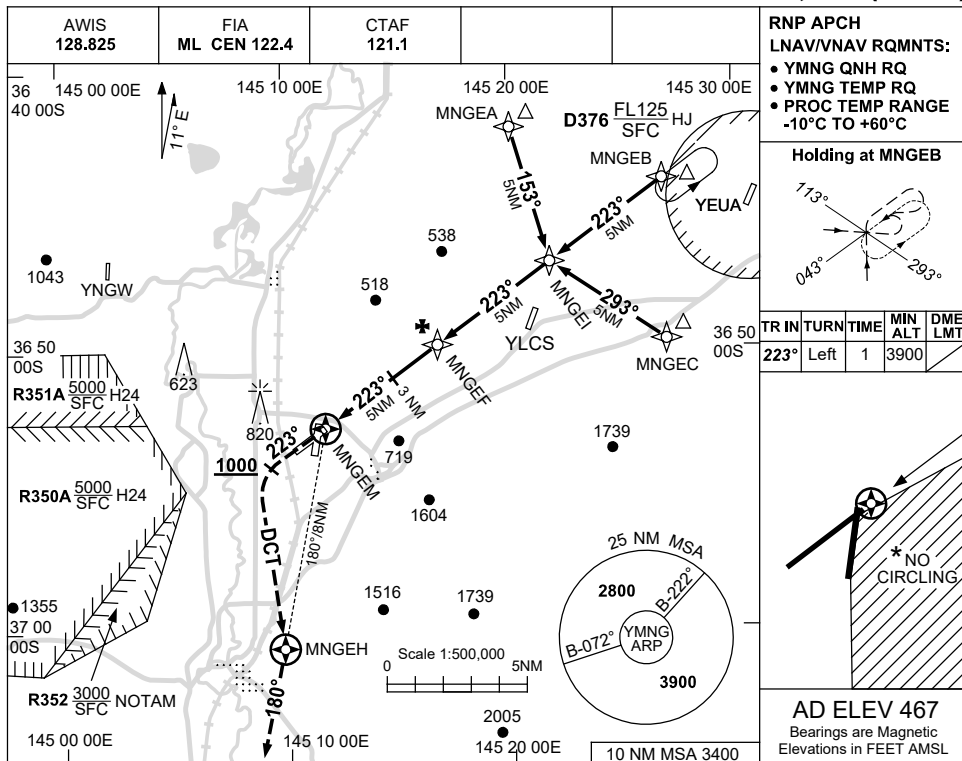 AWIS
128.825
FIA
ML CEN 122.4
CTAF
121.1
RNP APCH
LNAV/VNAV RQMNTS:
• YMNG QNH RQ
• YMNG TEMP RQ
• PROC TEMP RANGE
-10°C TO +60°C
Holding at MNGEB
113°
043°
293°
TR IN
TURN
TIME
MIN ALT
DME LMT
223°
Left
1
3900
*NO
CIRCLING
AD ELEV 467
Bearings are Magnetic
Elevations in FEET AMSL
36
40 00S
145 00 00E
145 10 00E
145 20 00E
145 30 00E
11° E
MNGEA
D376 FL125 SFC HJ
MNGEB
YEUA
153°
5NM
223°
5NM
538
1043
YNGW
518
223°
5NM
MNGEI
293°
5NM
YLCS
MNGEC
36 50
00S
36 50
00S
MNGEF
R351A 5000 SFC H24
623
820
223°
5NM
3 NM
223°
1000
MNGEM
719
1739
R350A 5000 SFC H24
1604
DCT
180°/8NM
25 NM MSA
2800
B-222°
YMNG
ARP
B-072°
3900
1355
1516
1739
37 00
00S
MNGEH
Scale 1:500,000
0
5NM
R352 3000 SFC NOTAM
180°
2005
145 00 00E
145 10 00E
145 20 00E
10 NM MSA 3400